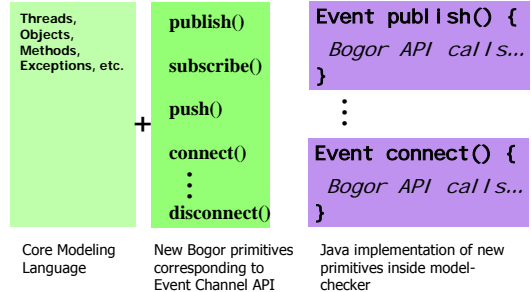 Threads,
Objects,
Methods,
Exceptions, etc.
+
publish()
subscribe()
push()
connect()
disconnect()
Event publish() {
Bogor API calls...
}
Event connect() {
Bogor API calls...
}
Core Modeling
Language
New Bogor primitives
corresponding to
Event Channel API
Java implementation of new
primitives inside model-
checker